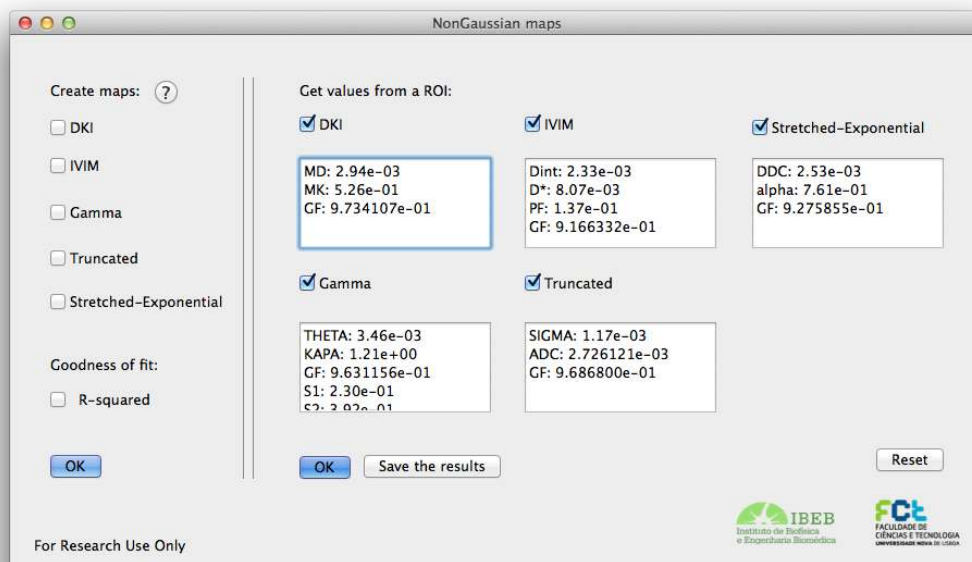 NonGaussian maps
Create maps:
?
DKI
IVIM
Gamma
Truncated
Stretched-Exponential
Goodness of fit:
R-squared
OK
Get values from a ROI:
DKI
MD: 2.94e-03
MK: 5.26e-01
GF: 9.734107e-01
IVIM
Dint: 2.33e-03
D*: 8.07e-03
PF: 1.37e-01
GF: 9.166332e-01
Stretched-Exponential
DDC: 2.53e-03
alpha: 7.61e-01
GF: 9.275855e-01
Gamma
THETA: 3.46e-03
KAPA: 1.21e+00
GF: 9.631156e-01
S1: 2.30e-01
S2: 3.92e-01
Truncated
SIGMA: 1.17e-03
ADC: 2.726121e-03
GF: 9.686800e-01
OK
Save the results
Reset
For Research Use Only
IBEB
Instituto de Biofísica
e Engenharia Biomédica
FCt
FACULDADE DE
CIÊNCIAS E TECNOLOGIA
UNIVERSIDADE NOVA DE LISBOA